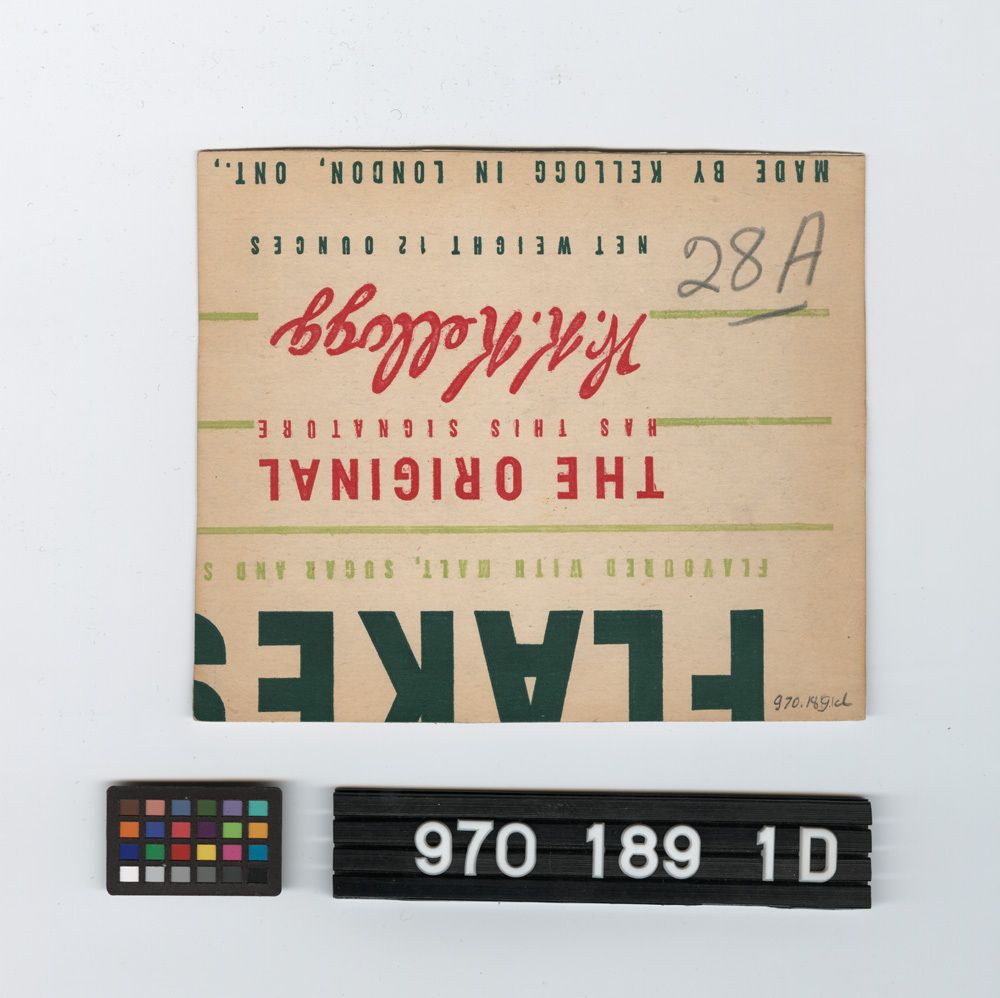 FLAKES
FLAVOURED WITH MALT, SUGAR AND S
THE ORIGINAL
HAS THIS SIGNATURE
W.K.Kellogg
NET WEIGHT 12 OUNCES
MADE BY KELLOGG IN LONDON, ONT.,
28A
970.189.1d
970 189 1D